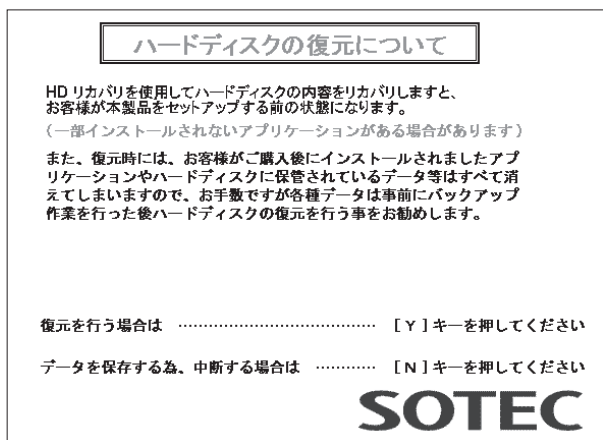 ハードディスクの復元について
HD リカバリを使用してハードディスクの内容をリカバリしますと、
お客様が本製品をセットアップする前の状態になります。
(一部インストールされないアプリケーションがある場合があります)
また、復元時には、お客様がご購入後にインストールされましたアプ
リケーションやハードディスクに保管されているデータ等はすべて消
えてしまいますので、お手数ですが各種データは事前にバックアップ
作業を行った後ハードディスクの復元を行う事をお勧めします。
復元を行う場合は ………………………………… [ Y ] キーを押してください
データを保存する為、中断する場合は ………… [ N ] キーを押してください
SOTEC